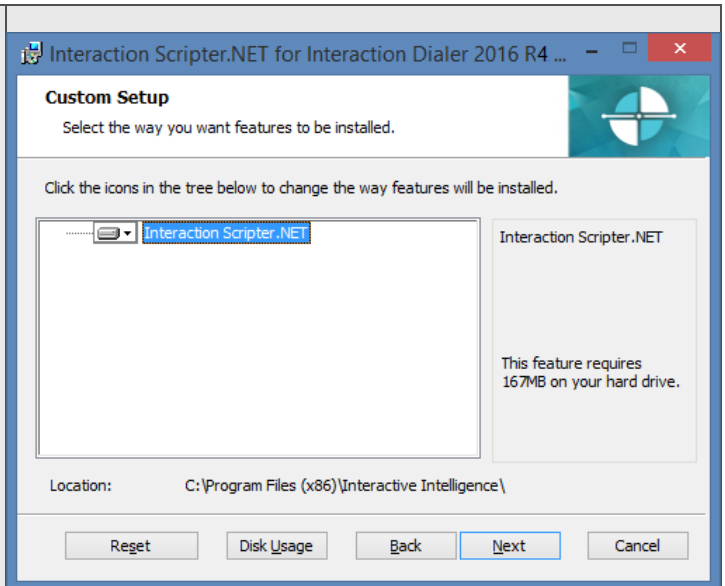 Interaction Scripter.NET for Interaction Dialer 2016 R4 ...
Custom Setup
Select the way you want features to be installed.
Click the icons in the tree below to change the way features will be installed.
Interaction Scripter.NET
Interaction Scripter.NET
This feature requires
167MB on your hard drive.
Location: C:\Program Files (x86)\Interactive Intelligence\
Reset Disk Usage Back Next Cancel